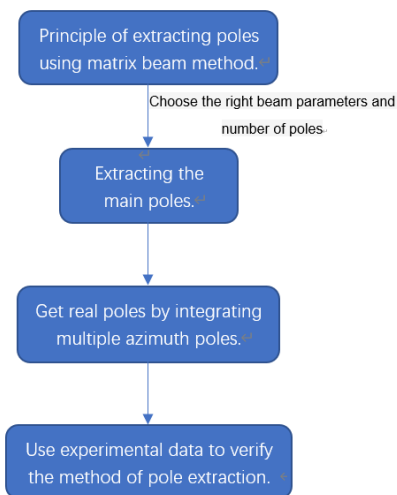 Principle of extracting poles
using matrix beam method.
Choose the right beam parameters and
number of poles
Extracting the
main poles.
Get real poles by integrating
multiple azimuth poles.
Use experimental data to verify
the method of pole extraction.